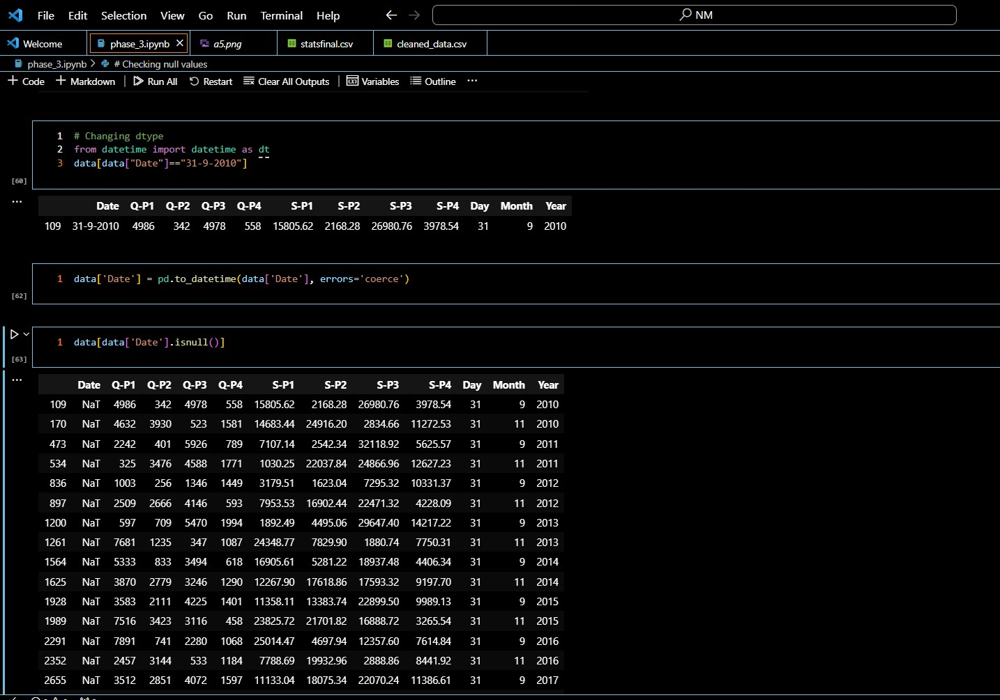 File Edit Selection View Go Run Terminal Help NM
Welcome phase_3.ipynb a5.png statsfinal.csv cleaned_data.csv
phase_3.ipynb > # Checking null values
+ Code + Markdown | Run All Restart Clear All Outputs | Variables Outline ...
1 # Changing dtype
2 from datetime import datetime as dt
3 data[data["Date"]=="31-9-2010"]
[60]
...
Date Q-P1 Q-P2 Q-P3 Q-P4 S-P1 S-P2 S-P3 S-P4 Day Month Year
109 31-9-2010 4986 342 4978 558 15805.62 2168.28 26980.76 3978.54 31 9 2010
1 data['Date'] = pd.to_datetime(data['Date'], errors='coerce')
[62]
1 data[data['Date'].isnull()]
[63]
...
Date Q-P1 Q-P2 Q-P3 Q-P4 S-P1 S-P2 S-P3 S-P4 Day Month Year
109 NaT 4986 342 4978 558 15805.62 2168.28 26980.76 3978.54 31 9 2010
170 NaT 4632 3930 523 1581 14683.44 24916.20 2834.66 11272.53 31 11 2010
473 NaT 2242 401 5926 789 7107.14 2542.34 32118.92 5625.57 31 9 2011
534 NaT 325 3476 4588 1771 1030.25 22037.84 24866.96 12627.23 31 11 2011
836 NaT 1003 256 1346 1449 3179.51 1623.04 7295.32 10331.37 31 9 2012
897 NaT 2509 2666 4146 593 7953.53 16902.44 22471.32 4228.09 31 11 2012
1200 NaT 597 709 5470 1994 1892.49 4495.06 29647.40 14217.22 31 9 2013
1261 NaT 7681 1235 347 1087 24348.77 7829.90 1880.74 7750.31 31 11 2013
1564 NaT 5333 833 3494 618 16905.61 5281.22 18937.48 4406.34 31 9 2014
1625 NaT 3870 2779 3246 1290 12267.90 17618.86 17593.32 9197.70 31 11 2014
1928 NaT 3583 2111 4225 1401 11358.11 13383.74 22899.50 9989.13 31 9 2015
1989 NaT 7516 3423 3116 458 23825.72 21701.82 16888.72 3265.54 31 11 2015
2291 NaT 7891 741 2280 1068 25014.47 4697.94 12357.60 7614.84 31 9 2016
2352 NaT 2457 3144 533 1184 7788.69 19932.96 2888.86 8441.92 31 11 2016
2655 NaT 3512 2851 4072 1597 11133.04 18075.34 22070.24 11386.61 31 9 2017